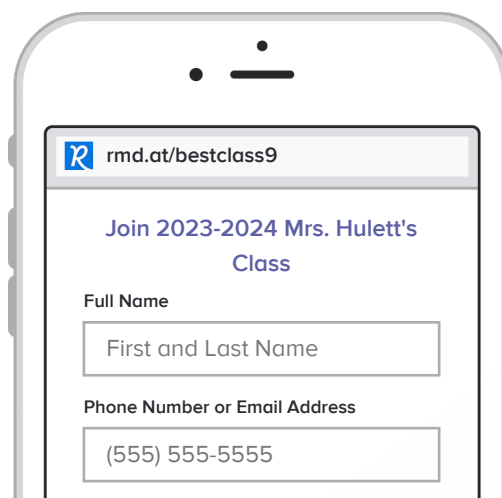 rmd.at/bestclass9
Join 2023-2024 Mrs. Hulett's
Class
Full Name
First and Last Name
Phone Number or Email Address
(555) 555-5555